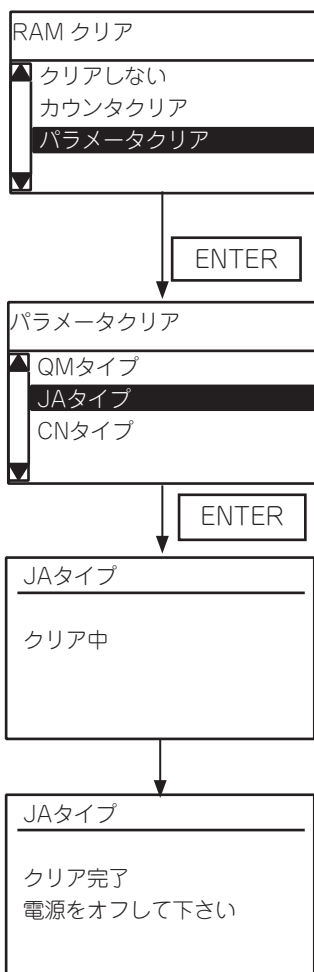 RAM クリア
クリアしない
カウンタクリア
パラメータクリア
ENTER
パラメータクリア
QMタイプ
JAタイプ
CNタイプ
ENTER
JAタイプ
クリア中
JAタイプ
クリア完了
電源をオフして下さい